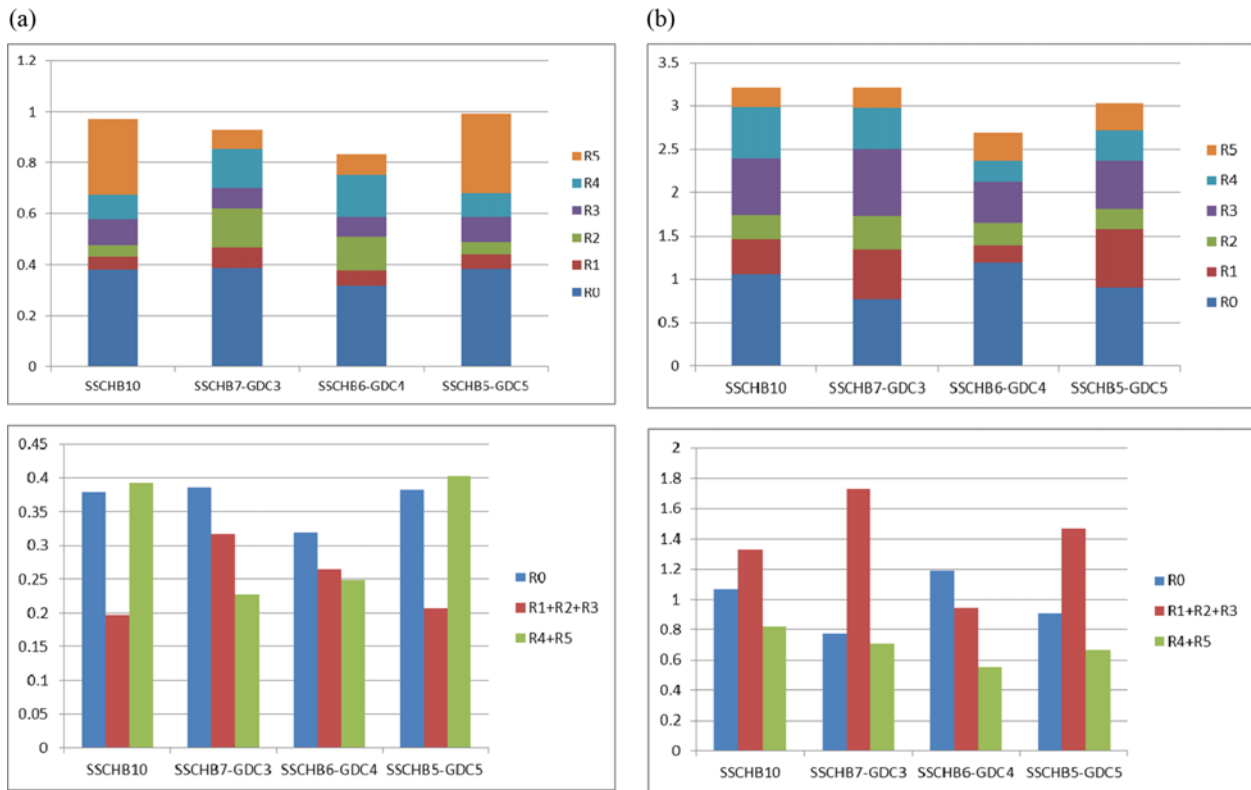 (a)
1.2
1
0.8
0.6
0.4
0.2
0
SSCHB10 SSCHB7-GDC3 SSCHB6-GDC4 SSCHB5-GDC5
R5
R4
R3
R2
R1
R0
(b)
3.5
3
2.5
2
1.5
1
0.5
0
SSCHB10 SSCHB7-GDC3 SSCHB6-GDC4 SSCHB5-GDC5
R5
R4
R3
R2
R1
R0
0.45
0.4
0.35
0.3
0.25
0.2
0.15
0.1
0.05
0
SSCHB10 SSCHB7-GDC3 SSCHB6-GDC4 SSCHB5-GDC5
R0
R1+R2+R3
R4+R5
2
1.8
1.6
1.4
1.2
1
0.8
0.6
0.4
0.2
0
SSCHB10 SSCHB7-GDC3 SSCHB6-GDC4 SSCHB5-GDC5
R0
R1+R2+R3
R4+R5